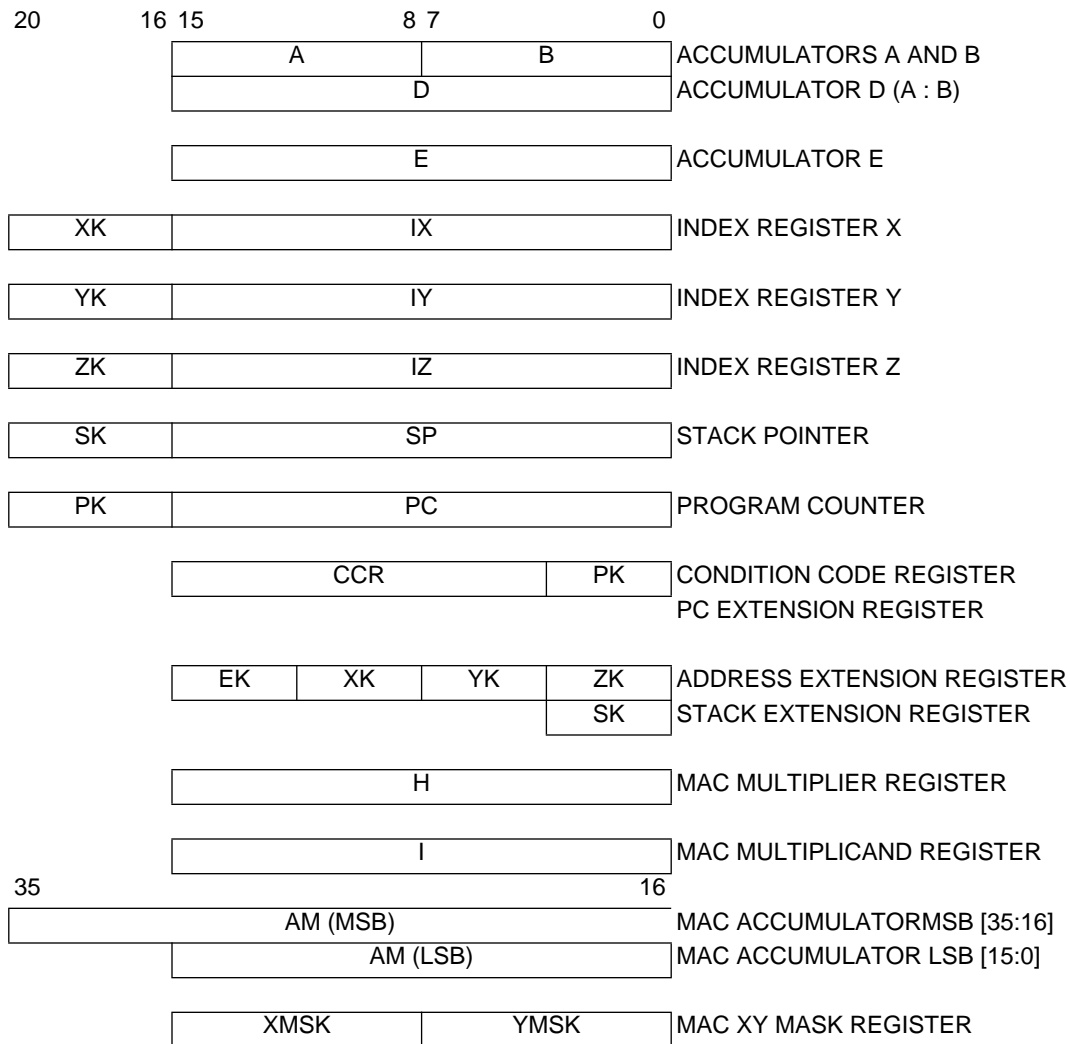 20 16 15 8 7 0
A B ACCUMULATORS A AND B
D ACCUMULATOR D (A : B)
E ACCUMULATOR E
XK IX INDEX REGISTER X
YK IY INDEX REGISTER Y
ZK IZ INDEX REGISTER Z
SK SP STACK POINTER
PK PC PROGRAM COUNTER
CCR PK CONDITION CODE REGISTER
PC EXTENSION REGISTER
EK XK YK ZK ADDRESS EXTENSION REGISTER
SK STACK EXTENSION REGISTER
H MAC MULTIPLIER REGISTER
I MAC MULTIPLICAND REGISTER
35 16
AM (MSB) MAC ACCUMULATORMSB [35:16]
AM (LSB) MAC ACCUMULATOR LSB [15:0]
XMSK YMSK MAC XY MASK REGISTER